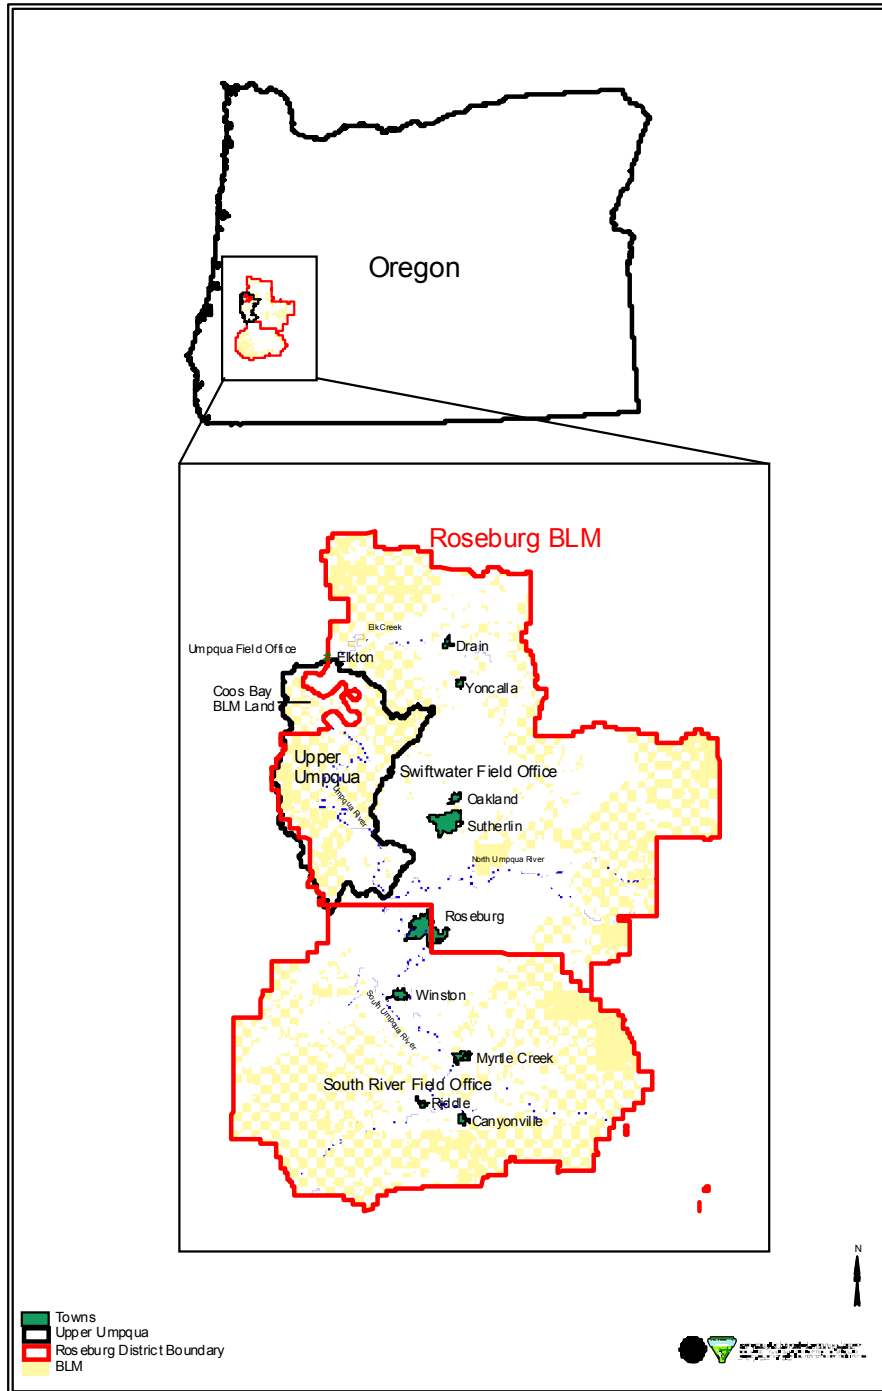 Oregon
Roseburg BLM
Elk Creek
Drain
Umpqua Field Office
Elkton
Yoncalla
Coos Bay
BLM Land
Upper
Umpqua
Swiftwater Field Office
Umpqua River
Oakland
Sutherlin
North Umpqua River
Roseburg
Winston
South Umpqua River
Myrtle Creek
South River Field Office
Riddle
Canyonville
N
Towns
Upper Umpqua
Roseburg District Boundary
BLM